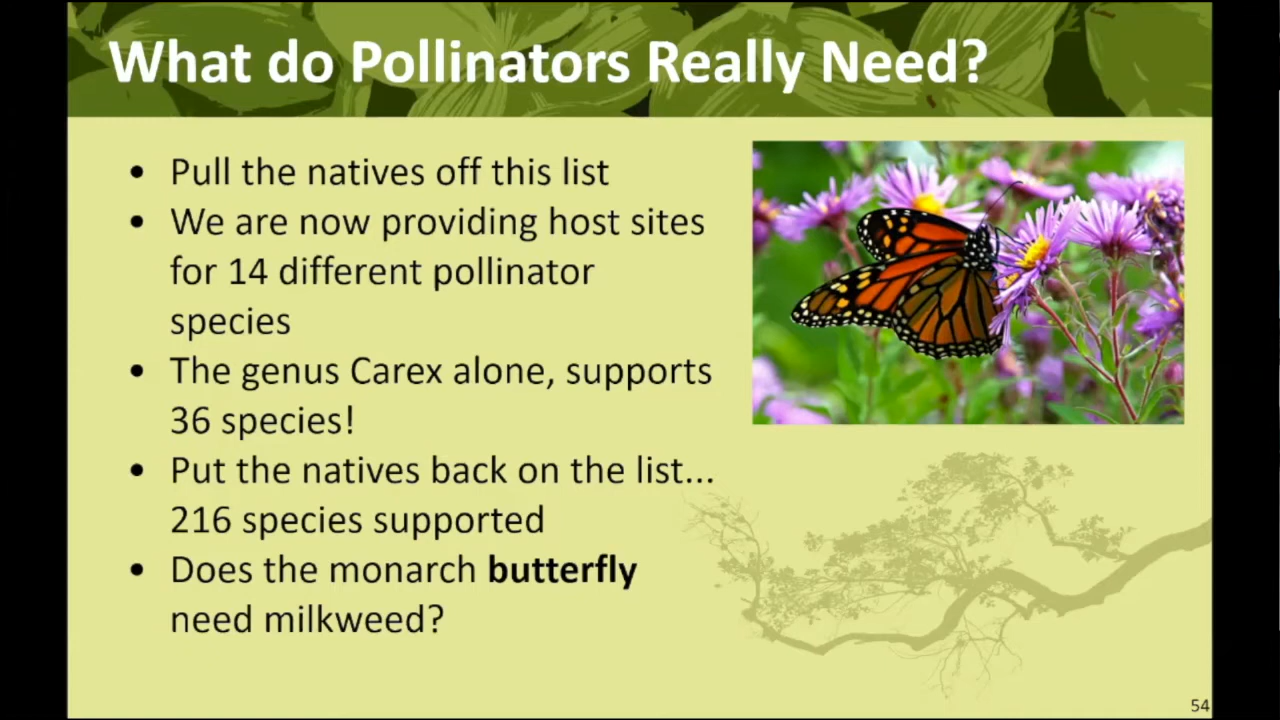 What do Pollinators Really Need?
• Pull the natives off this list
• We are now providing host sites
for 14 different pollinator
species
• The genus Carex alone, supports
36 species!
• Put the natives back on the list...
216 species supported
• Does the monarch butterfly
need milkweed?
54